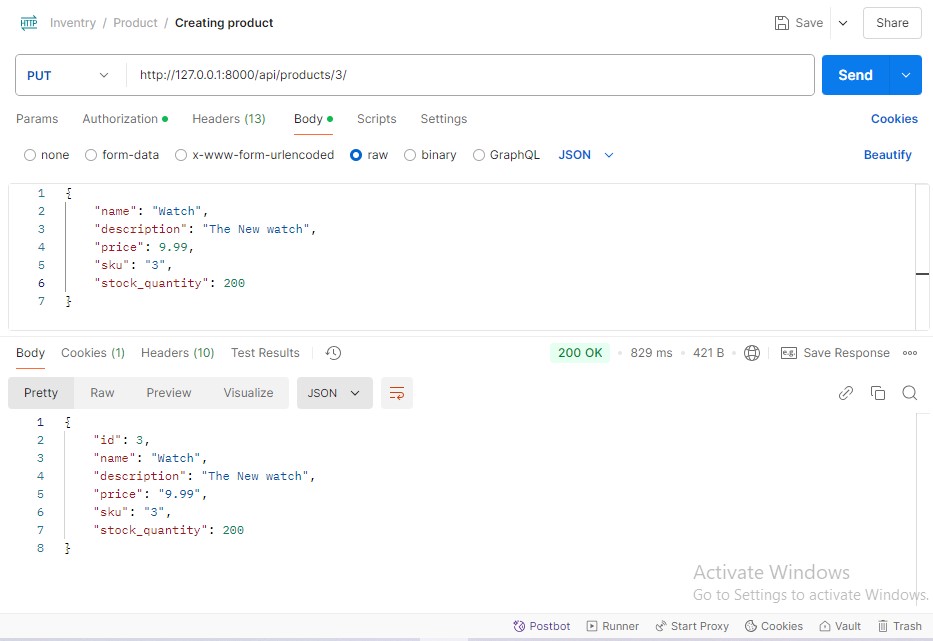 HTTP Inventry / Product / Creating product Save Share
PUT http://127.0.0.1:8000/api/products/3/ Send
Params Authorization Headers (13) Body Scripts Settings Cookies
none form-data x-www-form-urlencoded raw binary GraphQL JSON Beautify
1 {
2 "name": "Watch",
3 "description": "The New watch",
4 "price": 9.99,
5 "sku": "3",
6 "stock_quantity": 200
7 }
Body Cookies (1) Headers (10) Test Results 200 OK 829 ms 421 B e.g. Save Response
Pretty Raw Preview Visualize JSON
1 {
2 "id": 3,
3 "name": "Watch",
4 "description": "The New watch",
5 "price": "9.99",
6 "sku": "3",
7 "stock_quantity": 200
8 }
Activate Windows
Go to Settings to activate Windows.
Postbot Runner Start Proxy Cookies Vault Trash